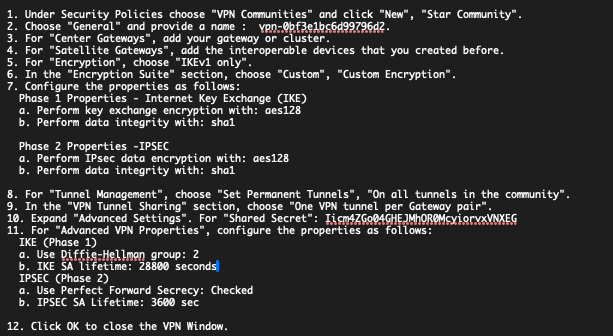 1. Under Security Policies choose "VPN Communities" and click "New", "Star Community".
2. Choose "General" and provide a name :  vpn-0bf3e1bc6d99796d2.
3. For "Center Gateways", add your gateway or cluster.
4. For "Satellite Gateways", add the interoperable devices that you created before.
5. For "Encryption", choose "IKEv1 only".
6. In the "Encryption Suite" section, choose "Custom", "Custom Encryption".
7. Configure the properties as follows:
Phase 1 Properties - Internet Key Exchange (IKE)
a. Perform key exchange encryption with: aes128
b. Perform data integrity with: sha1
Phase 2 Properties -IPSEC
a. Perform IPsec data encryption with: aes128
b. Perform data integrity with: sha1
8. For "Tunnel Management", choose "Set Permanent Tunnels", "On all tunnels in the community".
9. In the "VPN Tunnel Sharing" section, choose "One VPN tunnel per Gateway pair".
10. Expand "Advanced Settings". For "Shared Secret": Iicm4ZGo04GHEJMhOR0McyiorvxVNXEG
11. For "Advanced VPN Properties", configure the properties as follows:
IKE (Phase 1)
a. Use Diffie-Hellman group: 2
b. IKE SA lifetime: 28800 seconds
IPSEC (Phase 2)
a. Use Perfect Forward Secrecy: Checked
b. IPSEC SA Lifetime: 3600 sec
12. Click OK to close the VPN Window.